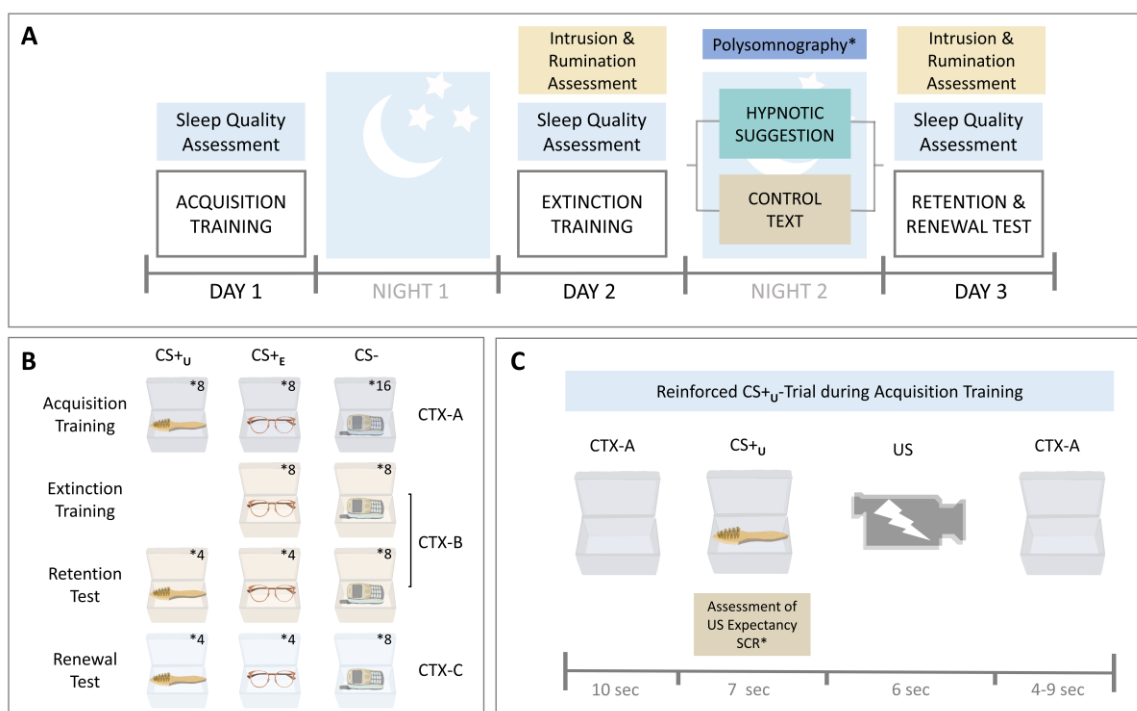 A
Intrusion &
Rumination
Assessment
Polysomnography*
Intrusion &
Rumination
Assessment
Sleep Quality
Assessment
Sleep Quality
Assessment
HYPNOTIC
SUGGESTION
Sleep Quality
Assessment
ACQUISITION
TRAINING
EXTINCTION
TRAINING
CONTROL
TEXT
RETENTION &
RENEWAL TEST
DAY 1
NIGHT 1
DAY 2
NIGHT 2
DAY 3
B
CS+U
CS+E
CS-
Acquisition
Training
*8
*8
*16
CTX-A
Extinction
Training
*8
*8
CTX-B
Retention
Test
*4
*4
*8
Renewal
Test
*4
*4
*8
CTX-C
C
Reinforced CS+U-Trial during Acquisition Training
CTX-A
CS+U
US
CTX-A
Assessment of
US Expectancy
SCR*
10 sec
7 sec
6 sec
4-9 sec